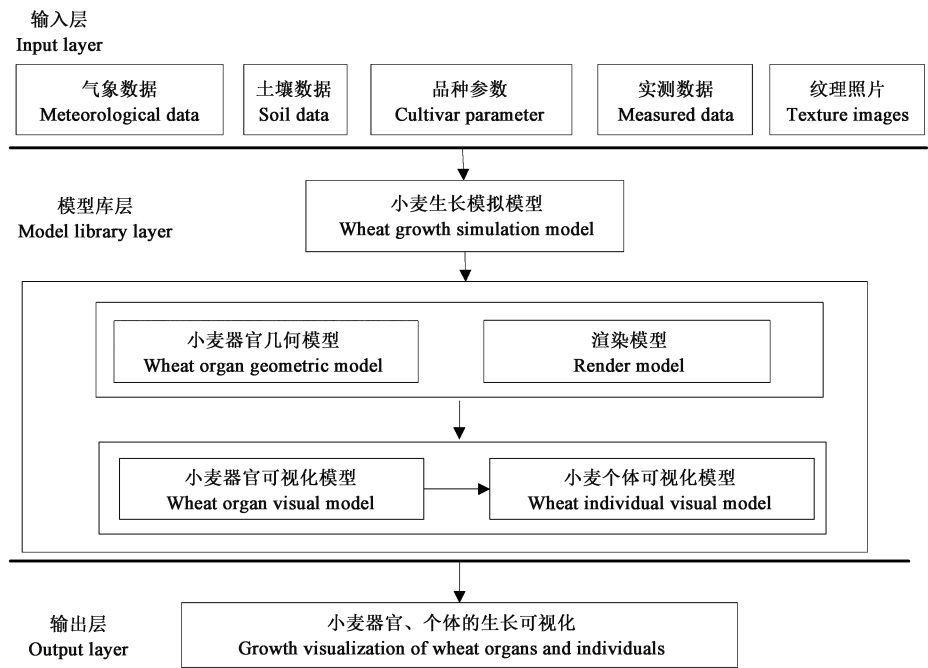 输入层
Input layer
气象数据
Meteorological data
土壤数据
Soil data
品种参数
Cultivar parameter
实测数据
Measured data
纹理照片
Texture images
模型库层
Model library layer
小麦生长模拟模型
Wheat growth simulation model
小麦器官几何模型
Wheat organ geometric model
渲染模型
Render model
小麦器官可视化模型
Wheat organ visual model
小麦个体可视化模型
Wheat individual visual model
输出层
Output layer
小麦器官、个体的生长可视化
Growth visualization of wheat organs and individuals